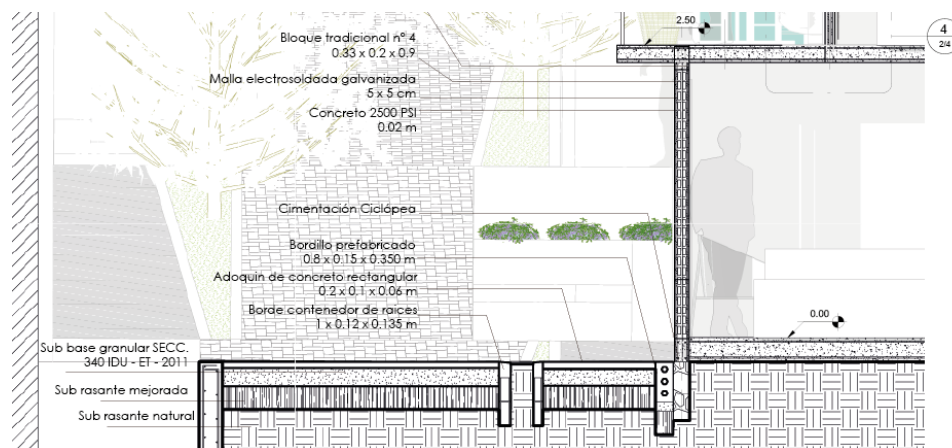 2.50
4
2/4
Bloque tradicional nº 4
0.33 x 0.2 x 0.9
Malla electrosoldada galvanizada
5 x 5 cm
Concreto 2500 PSI
0.02 m
Cimentación Ciclópea
Bordillo prefabricado
0.8 x 0.15 x 0.350 m
Adoquin de concreto rectangular
0.2 x 0.1 x 0.06 m
Borde contenedor de raices
1 x 0.12 x 0.135 m
0.00
Sub base granular SECC.
340 IDU - ET - 2011
Sub rasante mejorada
Sub rasante natural